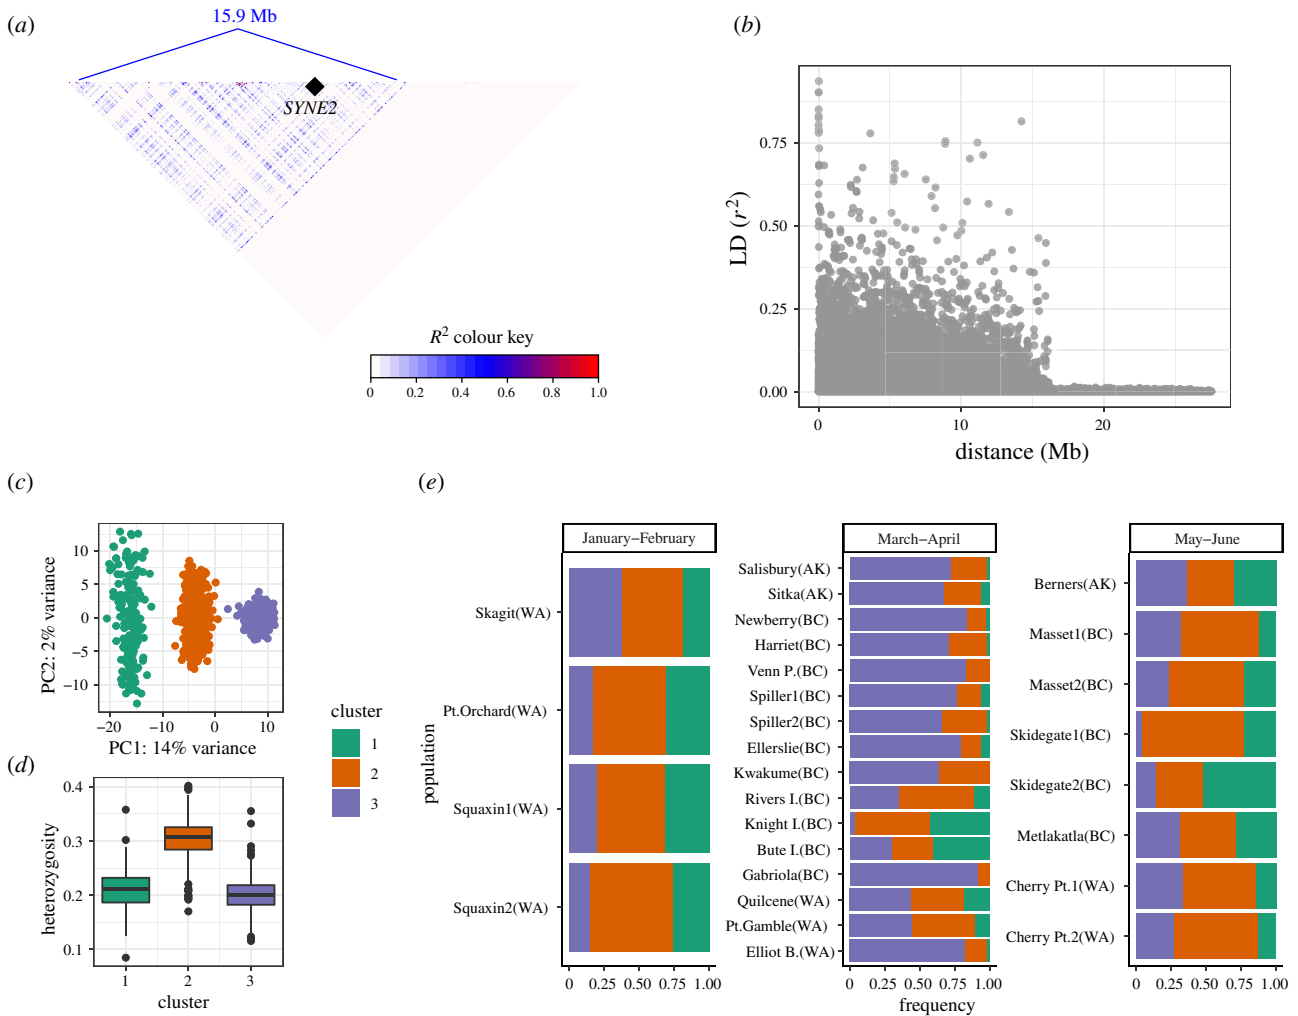 (a)
15.9 Mb
SYNE2
R² colour key
0 0.2 0.4 0.6 0.8 1.0
(b)
LD (r²)
0.75
0.50
0.25
0.00
0 10 20
distance (Mb)
(c)
PC2: 2% variance
10
5
0
−5
−10
−20 −10 0 10
PC1: 14% variance
cluster
1
2
3
(d)
heterozygosity
0.4
0.3
0.2
0.1
1 2 3
cluster
(e)
population
January–February
Skagit(WA)
Pt.Orchard(WA)
Squaxin1(WA)
Squaxin2(WA)
0 0.25 0.50 0.75 1.00
March–April
Salisbury(AK)
Sitka(AK)
Newberry(BC)
Harriet(BC)
Venn P.(BC)
Spiller1(BC)
Spiller2(BC)
Ellerslie(BC)
Kwakume(BC)
Rivers I.(BC)
Knight I.(BC)
Bute I.(BC)
Gabriola(BC)
Quilcene(WA)
Pt.Gamble(WA)
Elliot B.(WA)
0 0.25 0.50 0.75 1.00
frequency
May–June
Berners(AK)
Masset1(BC)
Masset2(BC)
Skidegate1(BC)
Skidegate2(BC)
Metlakatla(BC)
Cherry Pt.1(WA)
Cherry Pt.2(WA)
0 0.25 0.50 0.75 1.00